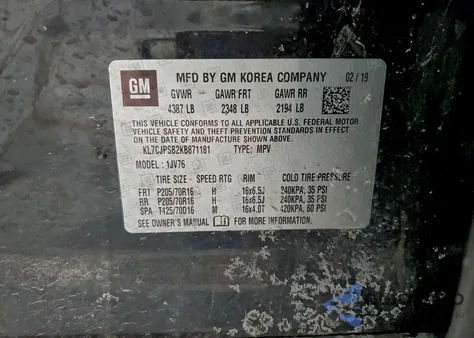 GM
MFD BY GM KOREA COMPANY 02/19
GVWR GAWR FRT GAWR RR
4387 LB 2348 LB 2194 LB
THIS VEHICLE CONFORMS TO ALL APPLICABLE U.S. FEDERAL MOTOR
VEHICLE SAFETY AND THEFT PREVENTION STANDARDS IN EFFECT
ON THE DATE OF MANUFACTURE SHOWN ABOVE.
KL7CJPSB2KB871181 TYPE: MPV
MODEL: 1JV76
TIRE SIZE SPEED RTG RIM COLD TIRE PRESSURE
FRT P205/70R16 H 16x6.5J 240KPA, 35 PSI
RR P205/70R16 H 16x6.5J 240KPA, 35 PSI
SPA T125/70D16 M 16x4.0T 420KPA, 60 PSI
SEE OWNER'S MANUAL FOR MORE INFORMATION.